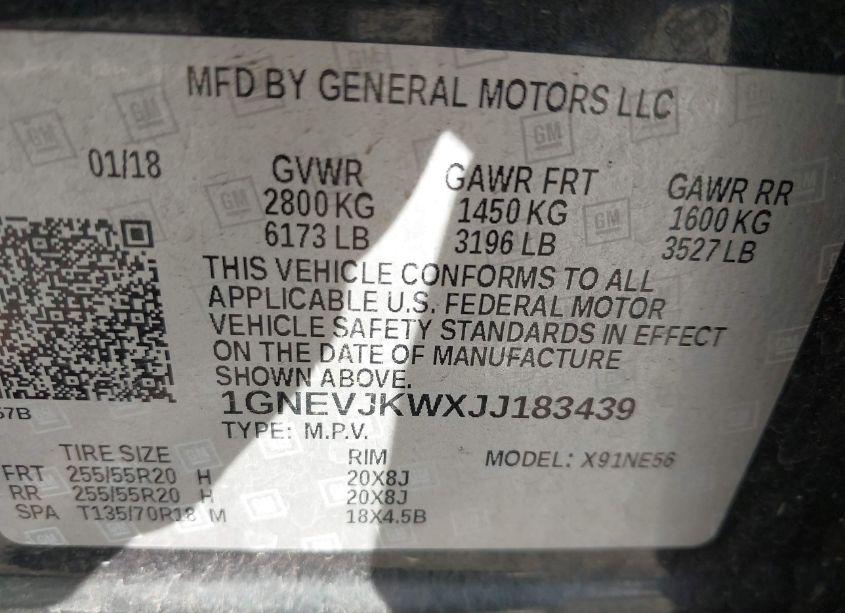 MFD BY GENERAL MOTORS LLC
01/18 GVWR GAWR FRT GAWR RR
2800 KG 1450 KG 1600 KG
6173 LB 3196 LB 3527 LB
THIS VEHICLE CONFORMS TO ALL
APPLICABLE U.S. FEDERAL MOTOR
VEHICLE SAFETY STANDARDS IN EFFECT
ON THE DATE OF MANUFACTURE
SHOWN ABOVE.
1GNEVJKWXJJ183439
57B
TYPE: M.P.V.
TIRE SIZE RIM MODEL: X91NE56
FRT 255/55R20 H 20X8J
RR 255/55R20 H 20X8J
SPA T135/70R18 M 18X4.5B